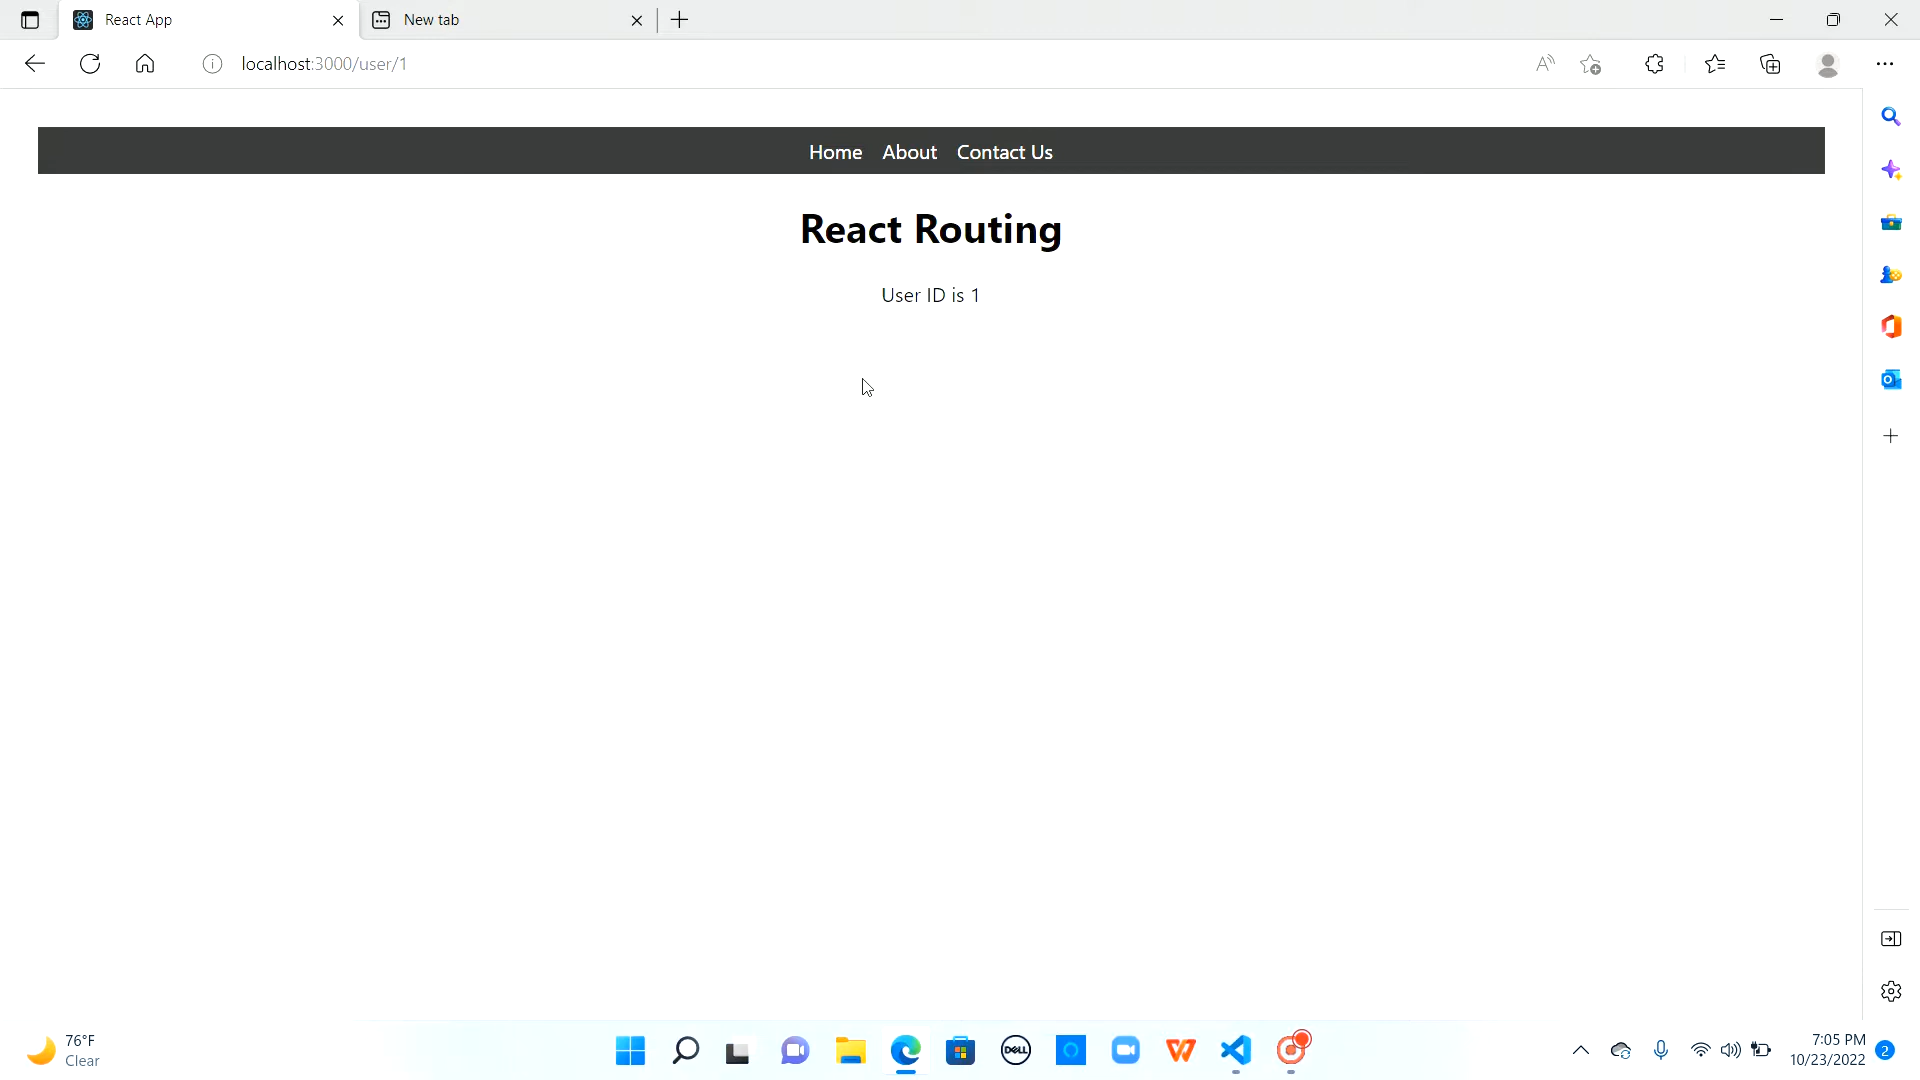 React App
New tab
localhost:3000/user/1
Home About Contact Us
React Routing
User ID is 1
76°F
Clear
DELL
7:05 PM
10/23/2022
2